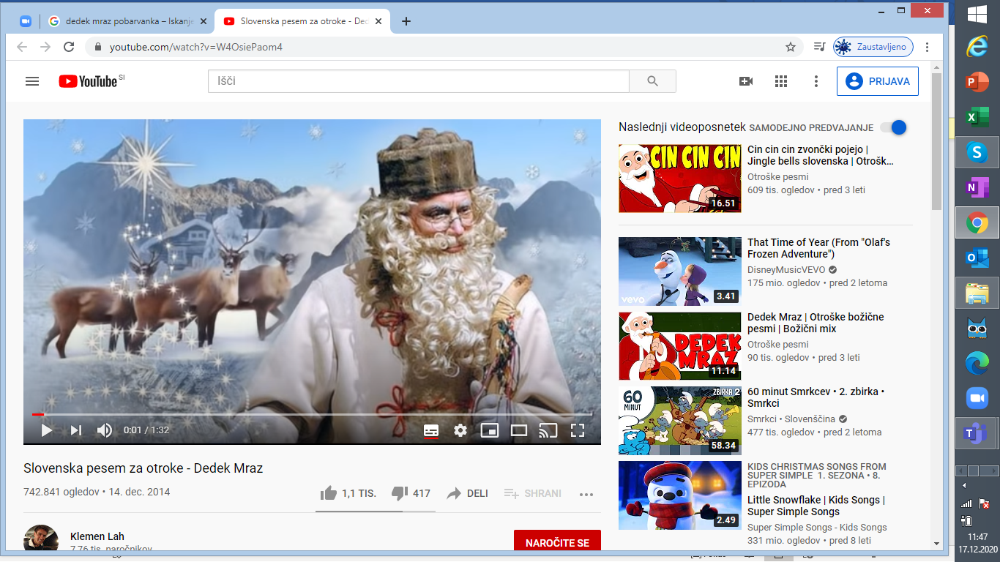 dedek mraz pobarvanka – Iskanje
Slovenska pesem za otroke - Ded
youtube.com/watch?v=W4OsiePaom4
Zaustavljeno
YouTube SI
Išči
PRIJAVA
Naslednji videoposnetek SAMODEJNO PREDVAJANJE
CIN CIN CIN
16.51
Cin cin cin zvončki pojejo |
Jingle bells slovenska | Otrošk…
Otroške pesmi
609 tis. ogledov • pred 3 leti
vevo
3.41
That Time of Year (From "Olaf's
Frozen Adventure")
DisneyMusicVEVO
175 mio. ogledov • pred 2 letoma
DEDEK
MRAZ
11.14
Dedek Mraz | Otroške božične
pesmi | Božični mix
Otroške pesmi
90 tis. ogledov • pred 3 leti
60
MINUT
ZBIRKA 2
58.34
60 minut Smrkcev • 2. zbirka •
Smrkci
Smrkci • Slovenščina
477 tis. ogledov • pred 2 letoma
2.49
KIDS CHRISTMAS SONGS FROM
SUPER SIMPLE 1. SEZONA • 8.
EPIZODA
Little Snowflake | Kids Songs |
Super Simple Songs
Super Simple Songs - Kids Songs
331 mio. ogledov • pred 8 leti
0:01 / 1:32
Slovenska pesem za otroke - Dedek Mraz
742.841 ogledov • 14. dec. 2014
1,1 TIS.
417
DELI
SHRANI
Klemen Lah
7,76 tis. naročnikov
NAROČITE SE
11:47
17.12.2020